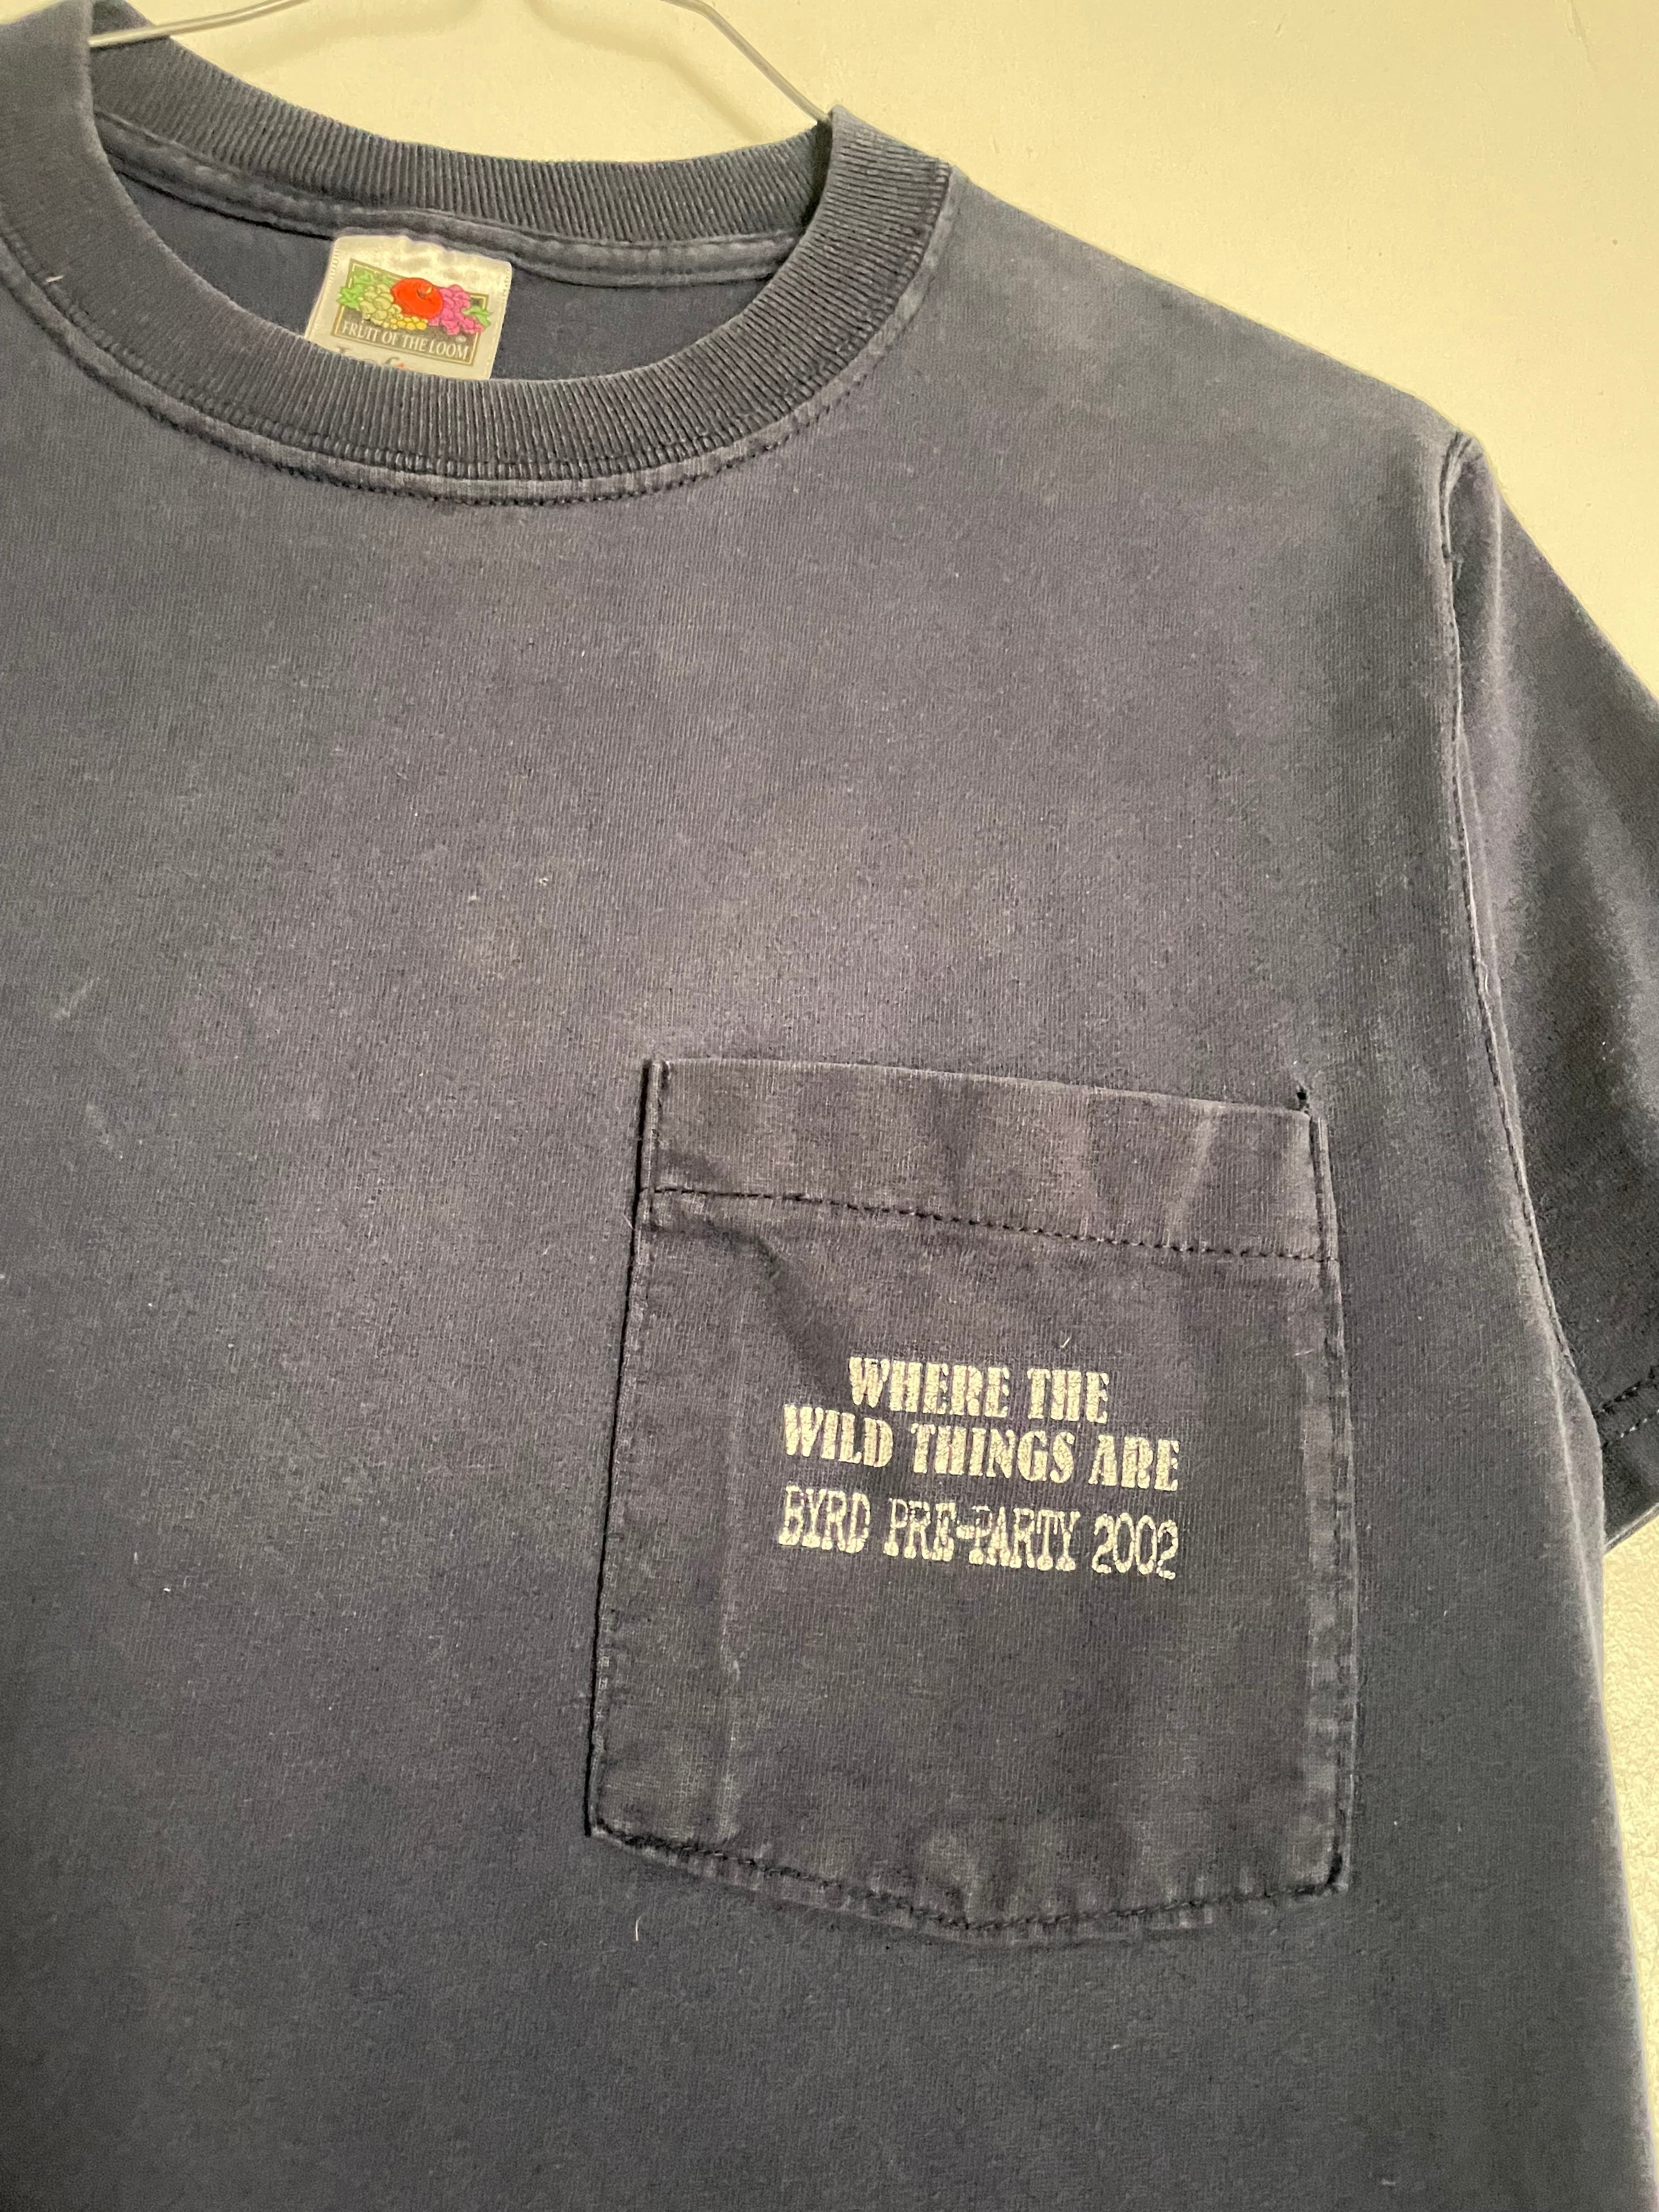 FRUIT OF THE LOOM
WHERE THE
WILD THINGS ARE
BYRD PRE-PARTY 2002